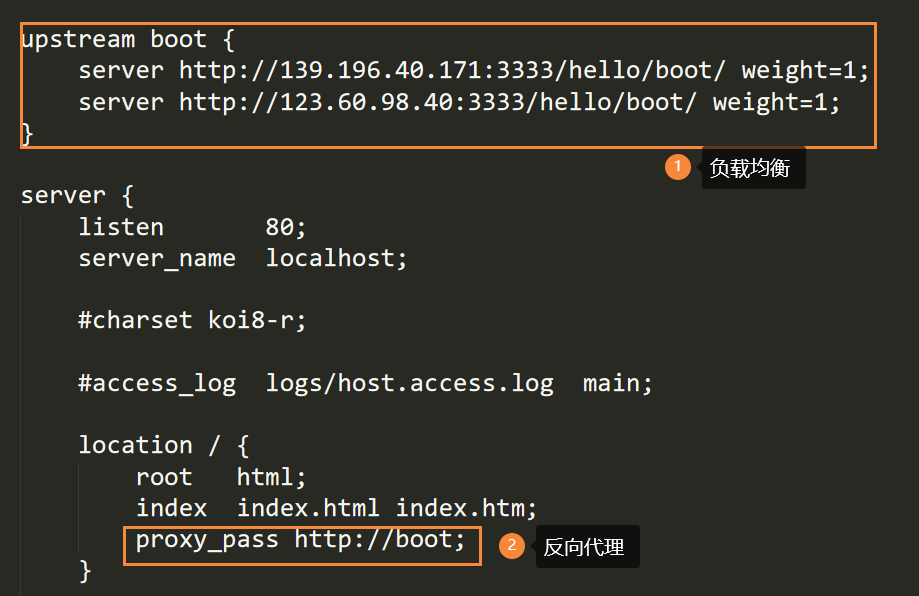 upstream boot {
    server http://139.196.40.171:3333/hello/boot/ weight=1;
    server http://123.60.98.40:3333/hello/boot/ weight=1;
}
1 负载均衡
server {
    listen       80;
    server_name  localhost;
    #charset koi8-r;
    #access_log  logs/host.access.log  main;
    location / {
        root   html;
        index  index.html index.htm;
        proxy_pass http://boot; 2 反向代理
    }